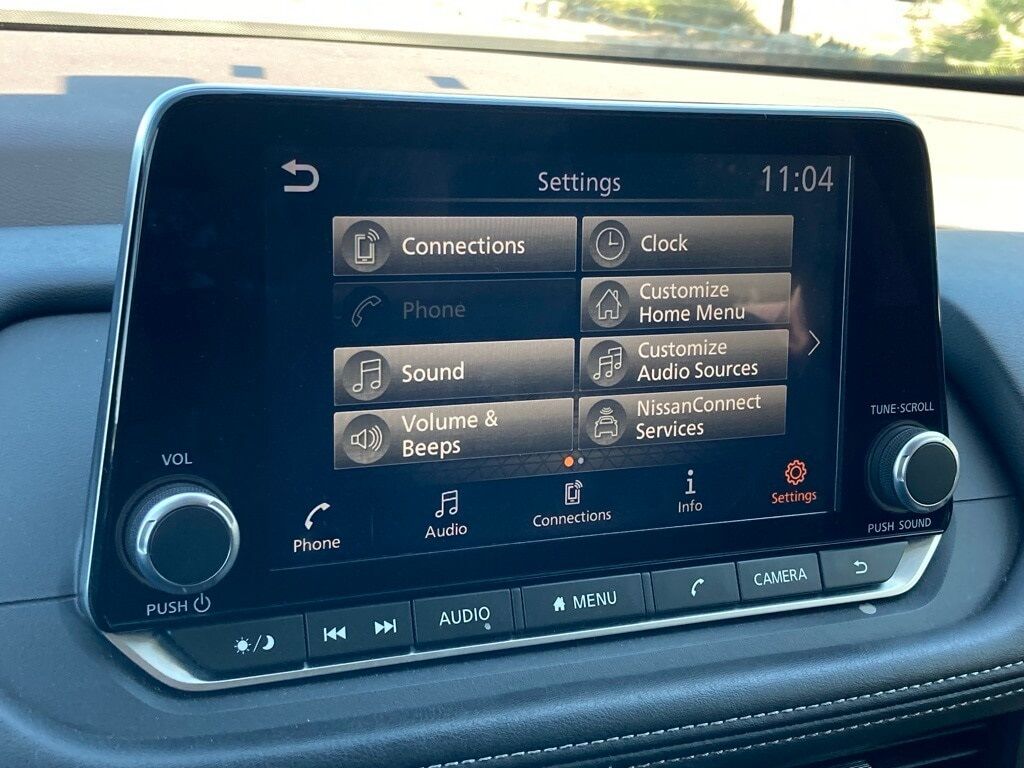 Settings
11:04
Connections
Clock
Phone
Customize
Home Menu
Sound
Customize
Audio Sources
Volume &
Beeps
NissanConnect
Services
Phone
Audio
Connections
Info
Settings
VOL
PUSH
TUNE·SCROLL
PUSH SOUND
AUDIO
MENU
CAMERA